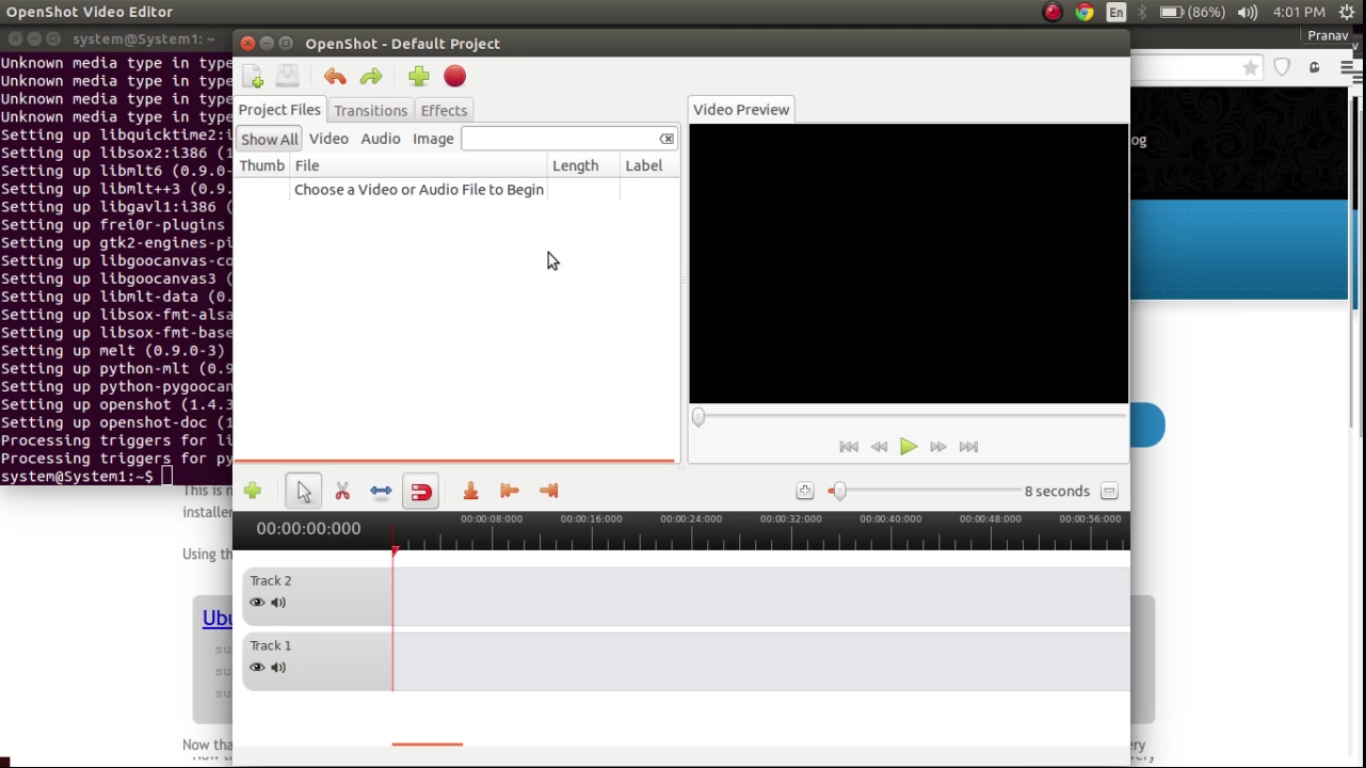 OpenShot Video Editor
En
(86%)
4:01 PM
system@System1: ~
OpenShot - Default Project
Pranav
Unknown media type in type
Unknown media type in type
Unknown media type in type
Unknown media type in type
Setting up libquicktime2:i
Setting up libsox2:i386 (1
Setting up libmlt6 (0.9.0-
Setting up libmlt++3 (0.9.
Setting up libgavl1:i386 (
Setting up frei0r-plugins
Setting up gtk2-engines-pi
Setting up libgoocanvas-co
Setting up libgoocanvas3 (
Setting up libmlt-data (0.
Setting up libsox-fmt-alsa
Setting up libsox-fmt-base
Setting up melt (0.9.0-3)
Setting up python-mlt (0.9
Setting up python-pygoocan
Setting up openshot (1.4.3
Setting up openshot-doc (1
Processing triggers for li
Processing triggers for py
system@System1:~$
Project Files
Transitions
Effects
Show All
Video
Audio
Image
Thumb
File
Length
Label
Choose a Video or Audio File to Begin
Video Preview
og
8 seconds
00:00:00:000
00:00:08:000
00:00:16:000
00:00:24:000
00:00:32:000
00:00:40:000
00:00:48:000
00:00:56:000
Track 2
Track 1
This is n
installer
Using th
Ubu
su
su
su
Now tha
ery